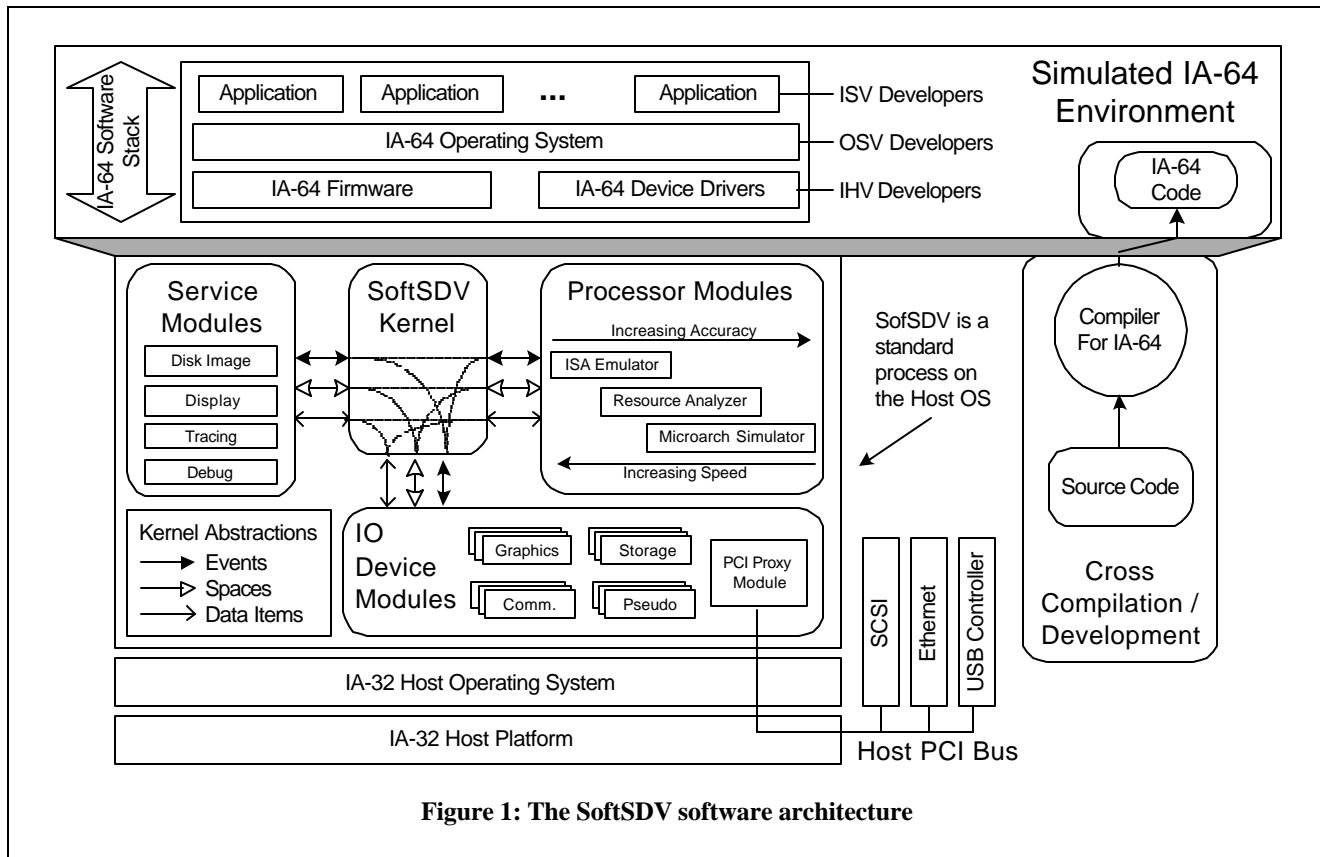 IA-64 Software
Stack
Application
Application
...
Application
ISV Developers
IA-64 Operating System
OSV Developers
IA-64 Firmware
IA-64 Device Drivers
IHV Developers
Simulated IA-64
Environment
IA-64
Code
Service
Modules
Disk Image
Display
Tracing
Debug
SoftSDV
Kernel
Processor Modules
Increasing Accuracy
ISA Emulator
Resource Analyzer
Microarch Simulator
Increasing Speed
SofSDV is a
standard
process on
the Host OS
Compiler
For IA-64
Source Code
Cross
Compilation /
Development
Kernel Abstractions
Events
Spaces
Data Items
IO
Device
Modules
Graphics
Storage
Comm.
Pseudo
PCI Proxy
Module
SCSI
Ethernet
USB Controller
IA-32 Host Operating System
IA-32 Host Platform
Host PCI Bus
Figure 1: The SoftSDV software architecture